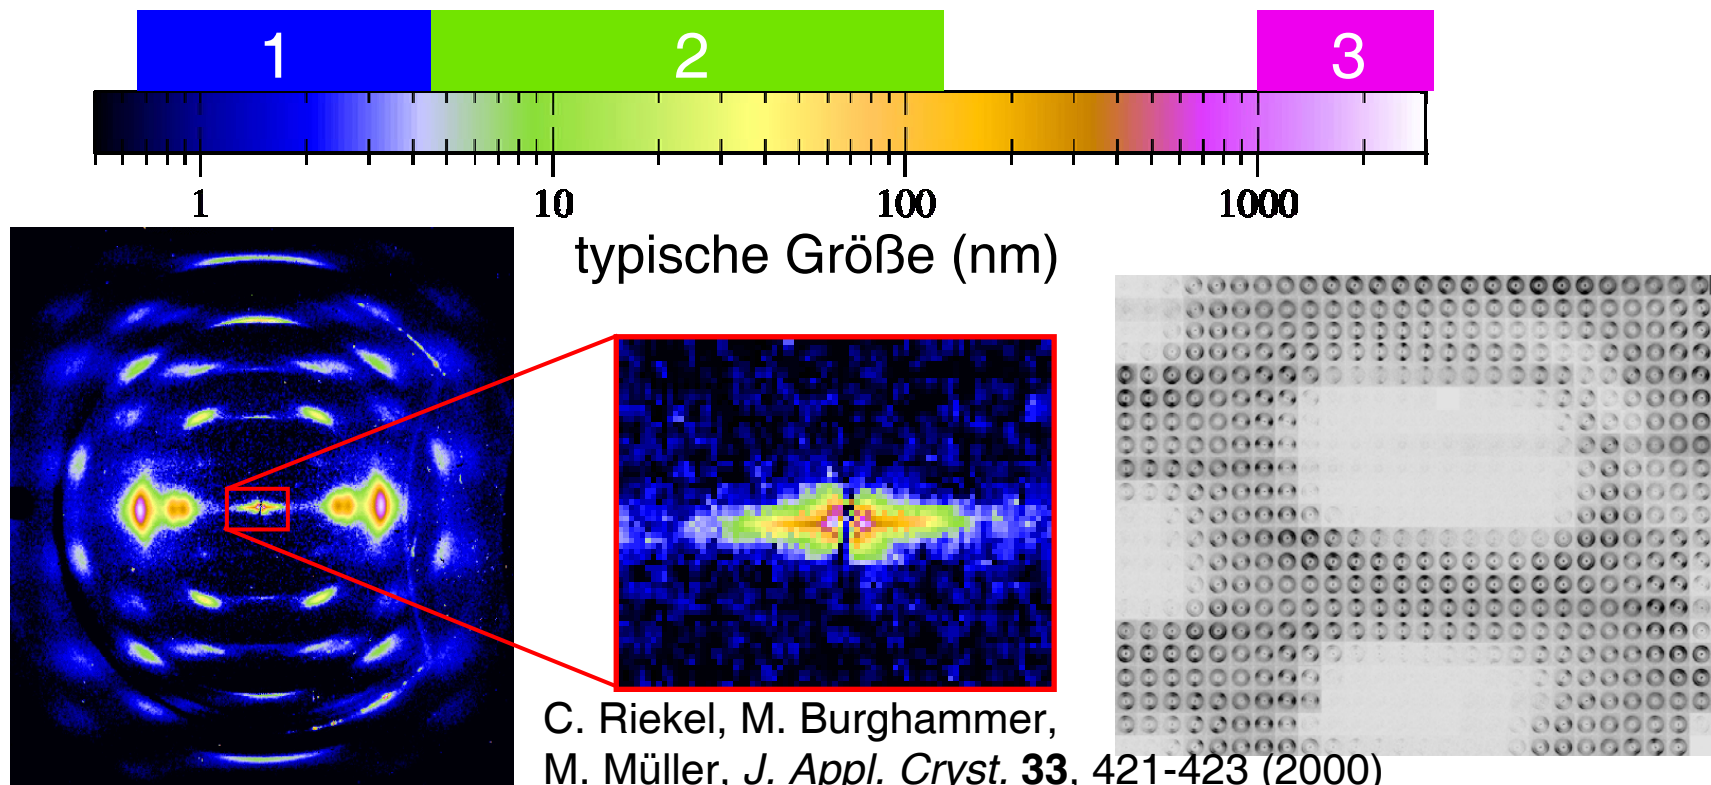 1 2 3
1 10 100 1000
typische Größe (nm)
C. Riekel, M. Burghammer,
M. Müller, J. Appl. Cryst. 33, 421-423 (2000)